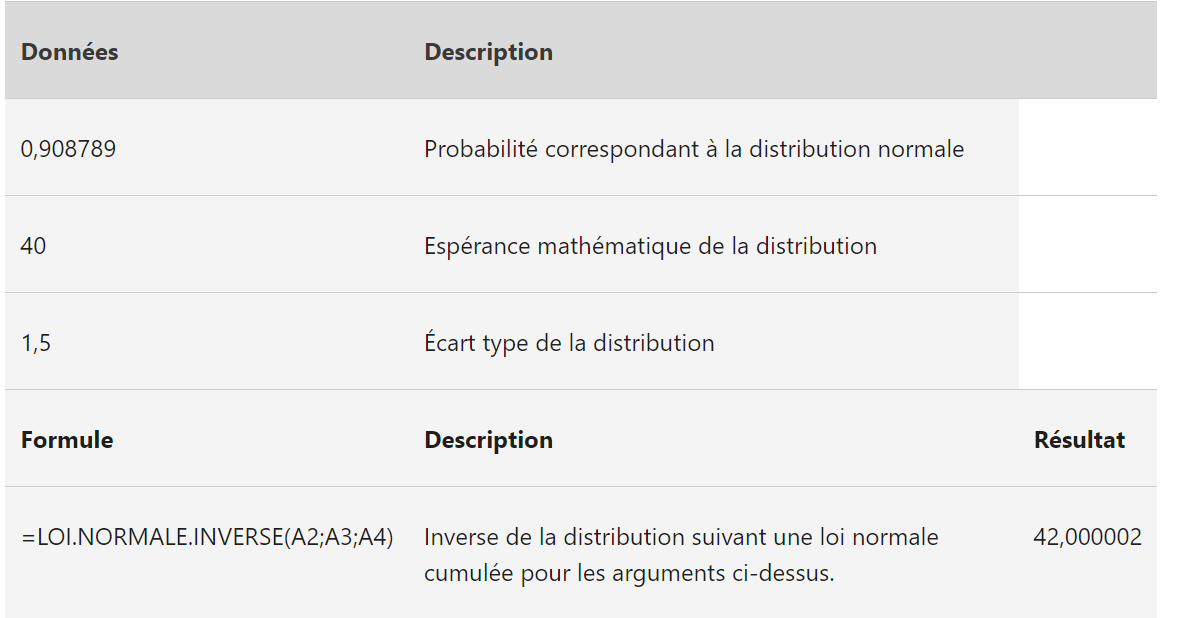 Données Description
0,908789 Probabilité correspondant à la distribution normale
40 Espérance mathématique de la distribution
1,5 Écart type de la distribution
Formule Description Résultat
=LOI.NORMALE.INVERSE(A2;A3;A4) Inverse de la distribution suivant une loi normale 42,000002
cumulée pour les arguments ci-dessus.